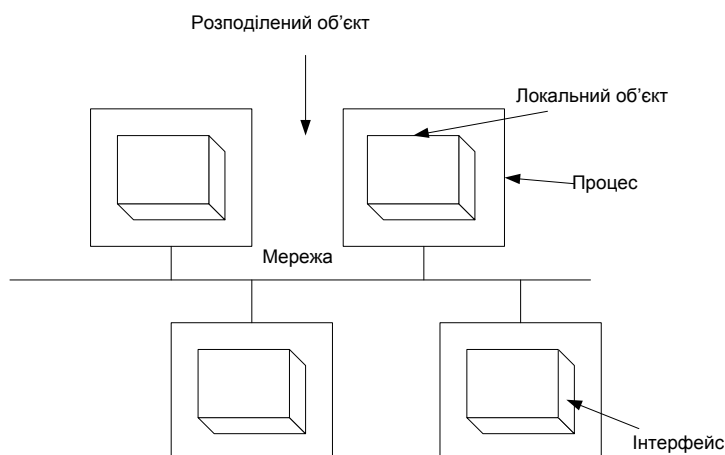 Розподілений об’єкт
Локальний об’єкт
Процес
Мережа
Інтерфейс